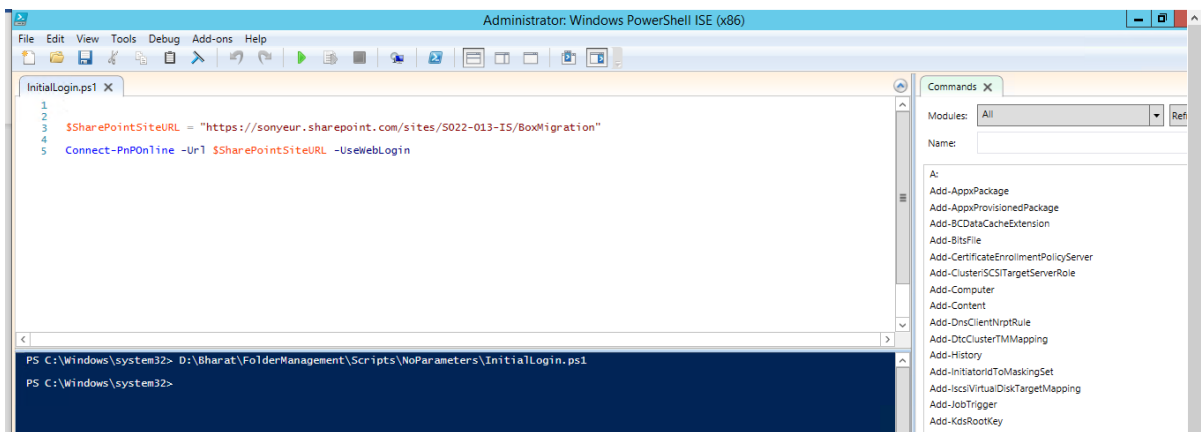 Administrator: Windows PowerShell ISE (x86)
File Edit View Tools Debug Add-ons Help
InitialLogin.ps1 X
1
2
3 $SharePointSiteURL = "https://sonyeur.sharepoint.com/sites/S022-013-IS/BoxMigration"
4
5 Connect-PnPOnline -Url $SharePointSiteURL -UseWebLogin
PS C:\Windows\system32> D:\Bharat\FolderManagement\Scripts\NoParameters\InitialLogin.ps1
PS C:\Windows\system32>
Commands X
Modules: All Ref
Name:
A:
Add-AppxPackage
Add-AppxProvisionedPackage
Add-BCDataCacheExtension
Add-BitsFile
Add-CertificateEnrollmentPolicyServer
Add-ClusteriSCSITargetServerRole
Add-Computer
Add-Content
Add-DnsClientNrptRule
Add-DtcClusterTMMapping
Add-History
Add-InitiatorIdToMaskingSet
Add-IscsiVirtualDiskTargetMapping
Add-JobTrigger
Add-KdsRootKey